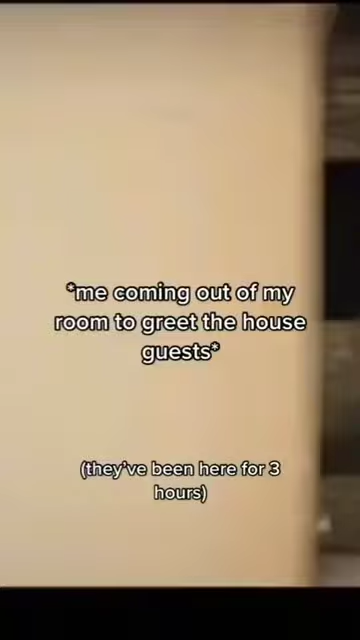 *me coming out of my
room to greet the house
guests*
(they've been here for 3
hours)